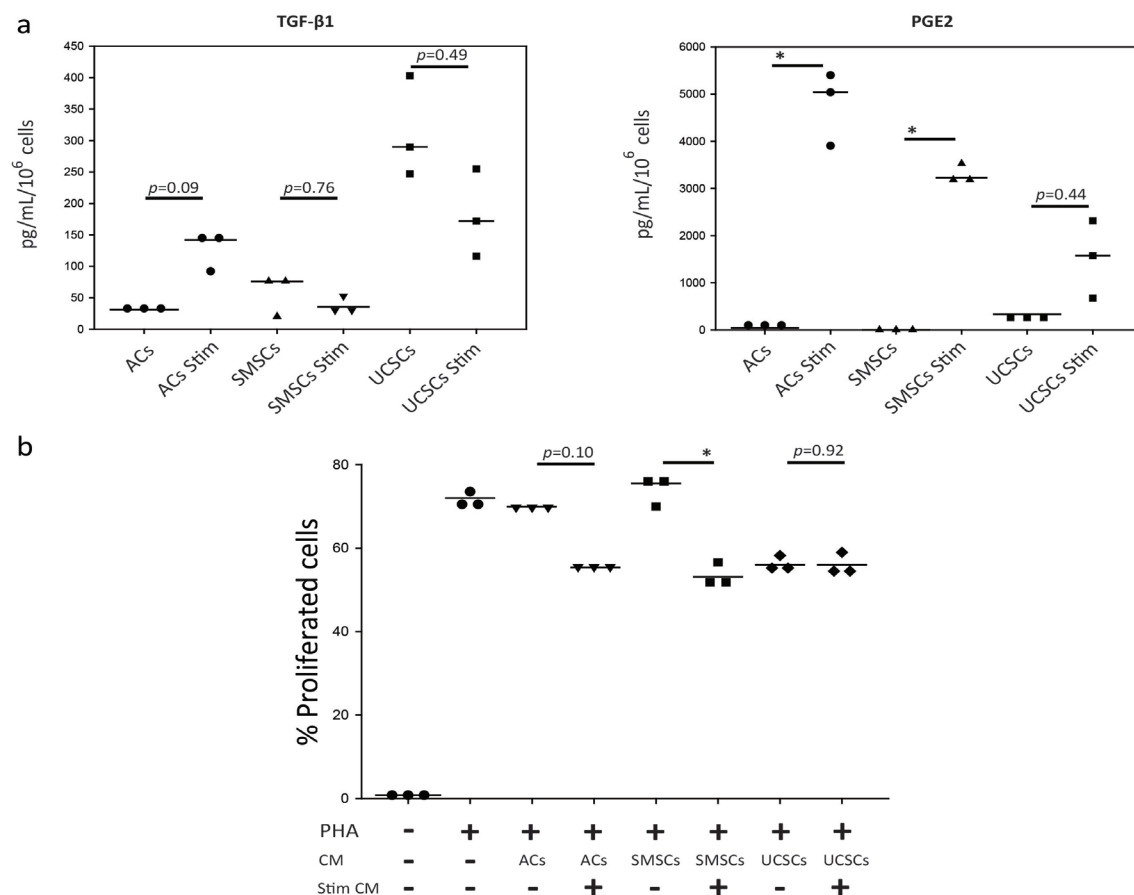 a
TGF-β1
pg/mL/10⁶ cells
450
400
350
300
250
200
150
100
50
0
p=0.09
p=0.76
p=0.49
ACs
ACs Stim
SMSCs
SMSCs Stim
UCSCs
UCSCs Stim
PGE2
pg/mL/10⁶ cells
6000
5000
4000
3000
2000
1000
0
*
*
p=0.44
ACs
ACs Stim
SMSCs
SMSCs Stim
UCSCs
UCSCs Stim
b
% Proliferated cells
80
60
40
20
0
p=0.10
*
p=0.92
PHA - + + + + + + +
CM - - ACs ACs SMSCs SMSCs UCSCs UCSCs
Stim CM - - - + - + - +